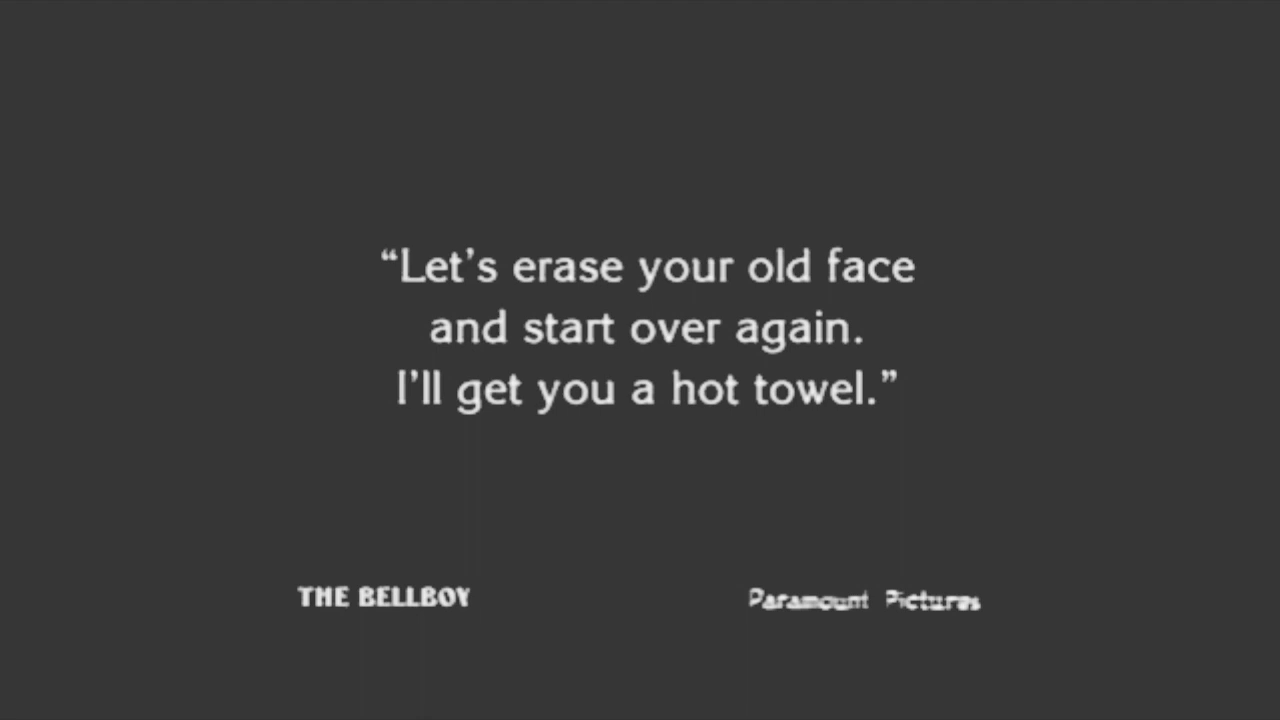 “Let’s erase your old face
and start over again.
I’ll get you a hot towel.”
THE BELLBOY
Paramount Pictures